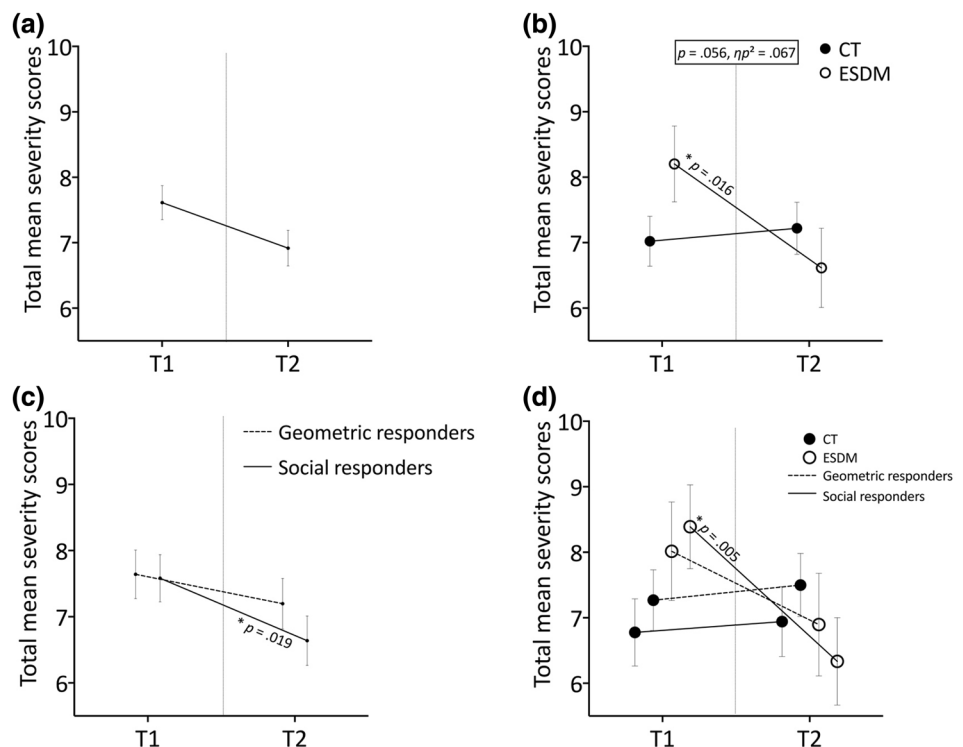 (a)
Total mean severity scores
10
9
8
7
6
T1 T2
(b)
Total mean severity scores
10
9
8
7
6
p = .056, ηp² = .067
CT
ESDM
* p = .016
T1 T2
(c)
Total mean severity scores
10
9
8
7
6
Geometric responders
Social responders
* p = .019
T1 T2
(d)
Total mean severity scores
10
9
8
7
6
CT
ESDM
Geometric responders
Social responders
* p = .005
T1 T2